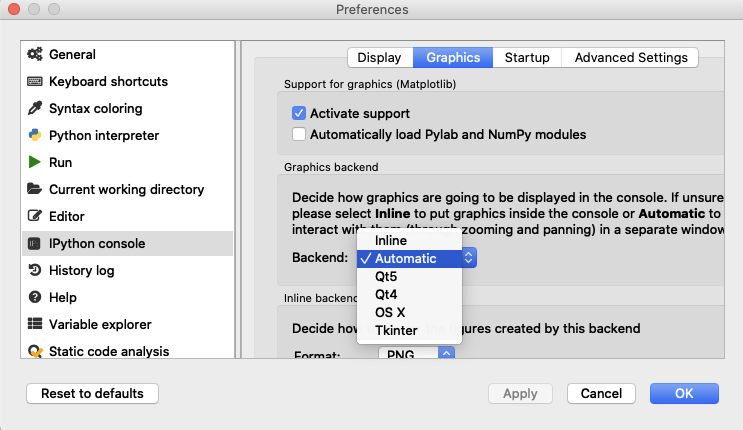 Preferences
General
Keyboard shortcuts
Syntax coloring
Python interpreter
Run
Current working directory
Editor
IPython console
History log
Help
Variable explorer
Static code analysis
Display
Graphics
Startup
Advanced Settings
Support for graphics (Matplotlib)
Activate support
Automatically load Pylab and NumPy modules
Graphics backend
Decide how graphics are going to be displayed in the console. If unsure
please select Inline to put graphics inside the console or Automatic to
interact with them (through zooming and panning) in a separate window
Backend:
Inline
✓ Automatic
Qt5
Qt4
OS X
Tkinter
Inline backend
Decide how figures created by this backend
Format:
PNG
Reset to defaults
Apply
Cancel
OK